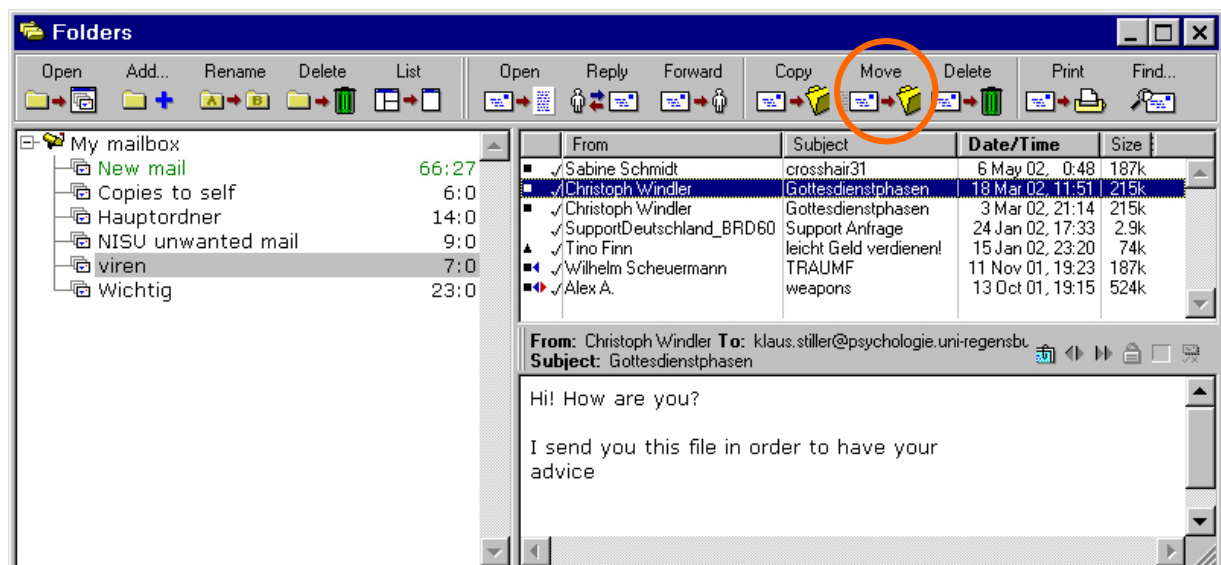 Folders
Open Add... Rename Delete List Open Reply Forward Copy Move Delete Print Find...
My mailbox
New mail 66:27
Copies to self 6:0
Hauptordner 14:0
NISU unwanted mail 9:0
viren 7:0
Wichtig 23:0
From Subject Date/Time Size
Sabine Schmidt crosshair31 6 May 02, 0:48 187k
Christoph Windler Gottesdienstphasen 18 Mar 02, 11:51 215k
Christoph Windler Gottesdienstphasen 3 Mar 02, 21:14 215k
SupportDeutschland_BRD60 Support Anfrage 24 Jan 02, 17:33 2.9k
Tino Finn leicht Geld verdienen! 15 Jan 02, 23:20 74k
Wilhelm Scheuermann TRAUMF 11 Nov 01, 19:23 187k
Alex A. weapons 13 Oct 01, 19:15 524k
From: Christoph Windler To: klaus.stiller@psychologie.uni-regensbu
Subject: Gottesdienstphasen
Hi! How are you?
I send you this file in order to have your
advice